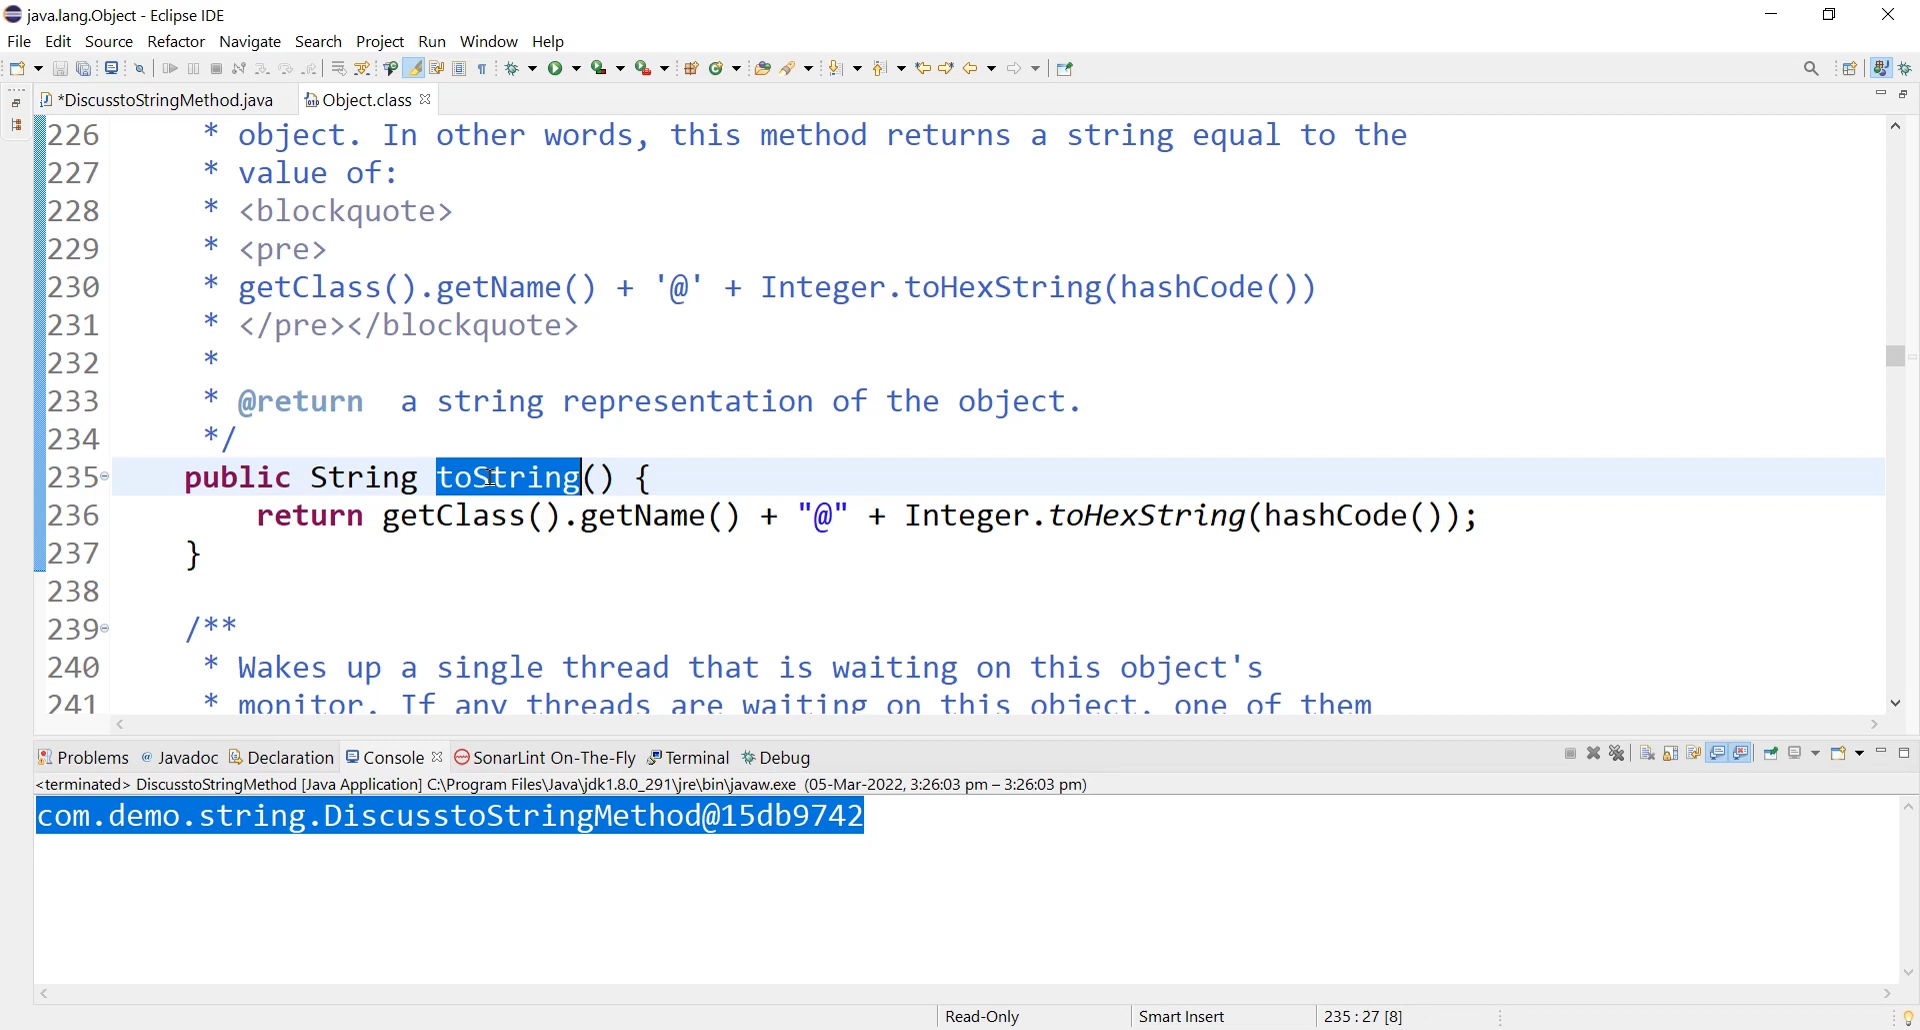 java.lang.Object - Eclipse IDE
File Edit Source Refactor Navigate Search Project Run Window Help
*DiscusstoStringMethod.java Object.class
226 * object. In other words, this method returns a string equal to the
227 * value of:
228 * <blockquote>
229 * <pre>
230 * getClass().getName() + '@' + Integer.toHexString(hashCode())
231 * </pre></blockquote>
232 *
233 * @return a string representation of the object.
234 */
235 public String toString() {
236 return getClass().getName() + "@" + Integer.toHexString(hashCode());
237 }
238
239 /**
240 * Wakes up a single thread that is waiting on this object's
241 * monitor. If any threads are waiting on this object, one of them
Problems Javadoc Declaration Console SonarLint On-The-Fly Terminal Debug
<terminated> DiscusstoStringMethod [Java Application] C:\Program Files\Java\jdk1.8.0_291\jre\bin\javaw.exe (05-Mar-2022, 3:26:03 pm – 3:26:03 pm)
com.demo.string.DiscusstoStringMethod@15db9742
Read-Only Smart Insert 235 : 27 [8]